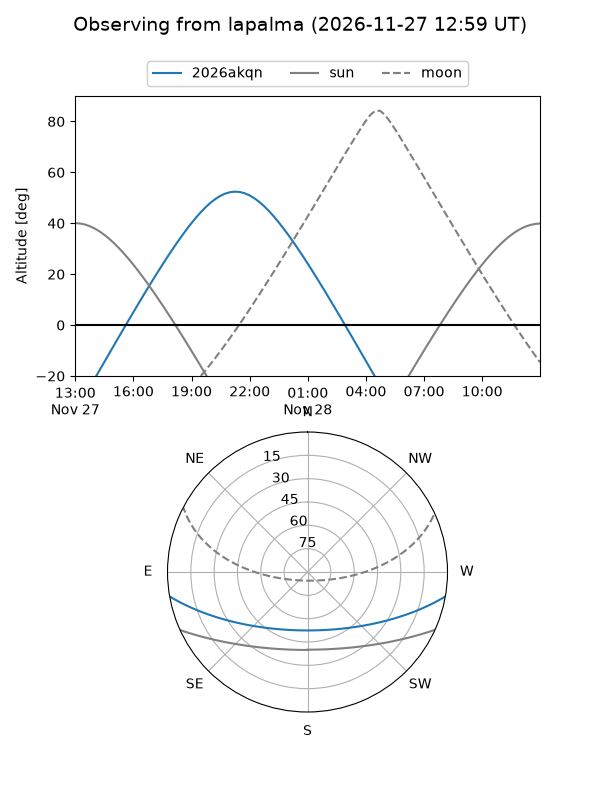 Observing from lapalma (2026-11-27 12:59 UT)
2026akqn sun moon
Altitude [deg]
80
60
40
20
0
−20
13:00 16:00 19:00 22:00 01:00 04:00 07:00 10:00
Nov 27 Nov 28
N
NE NW
15
30
45
60
75
E W
SE SW
S